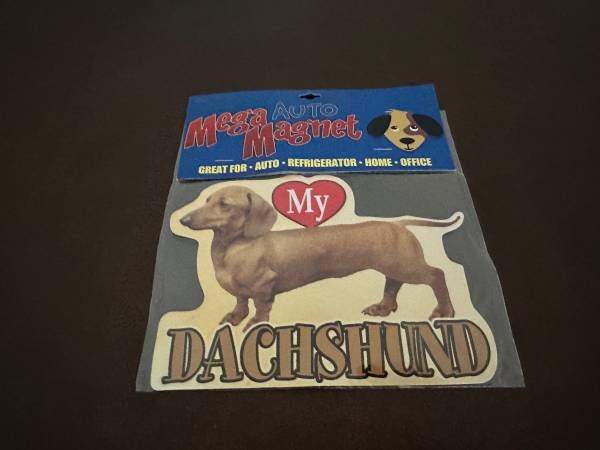 AUTO
Mega Magnet
GREAT FOR • AUTO • REFRIGERATOR • HOME • OFFICE
My
DACHSHUND